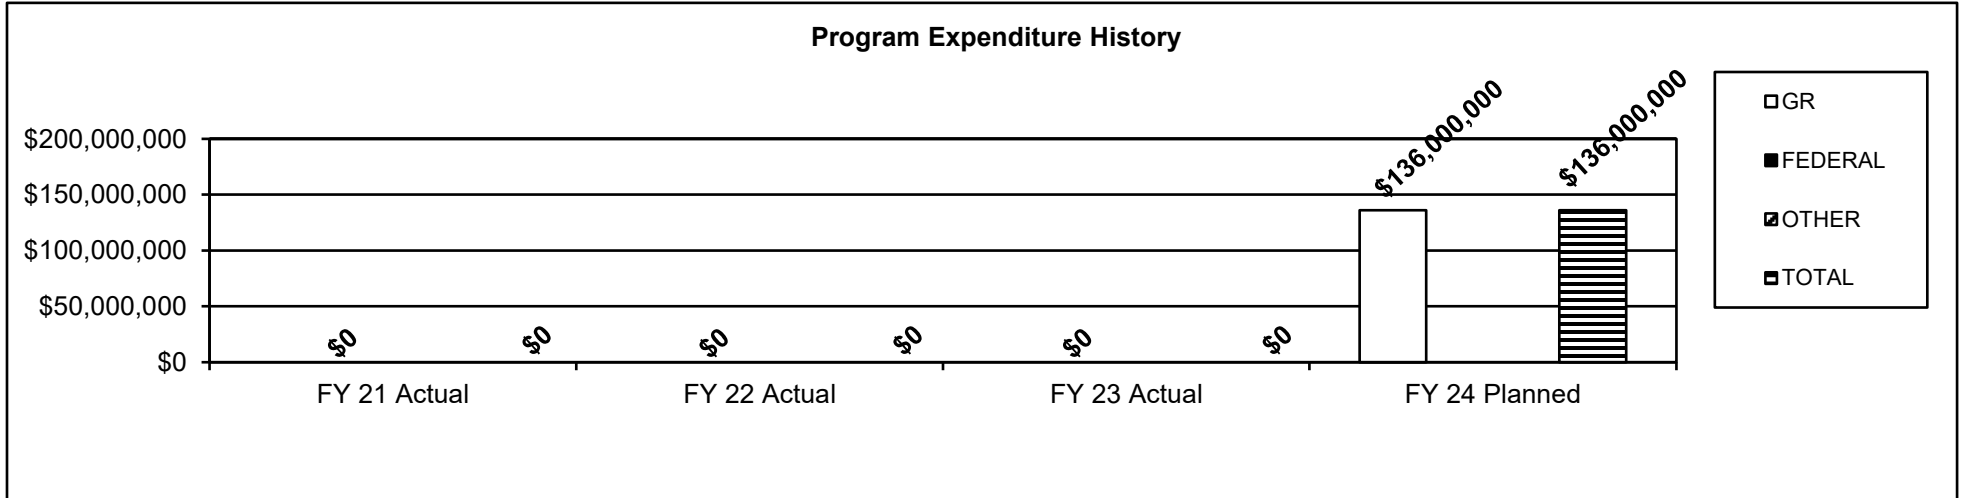 Program Expenditure History
$136,000,000
$136,000,000
GR
FEDERAL
OTHER
TOTAL
$200,000,000
$150,000,000
$100,000,000
$50,000,000
$0
$0
$0
$0
$0
$0
$0
FY 21 Actual
FY 22 Actual
FY 23 Actual
FY 24 Planned